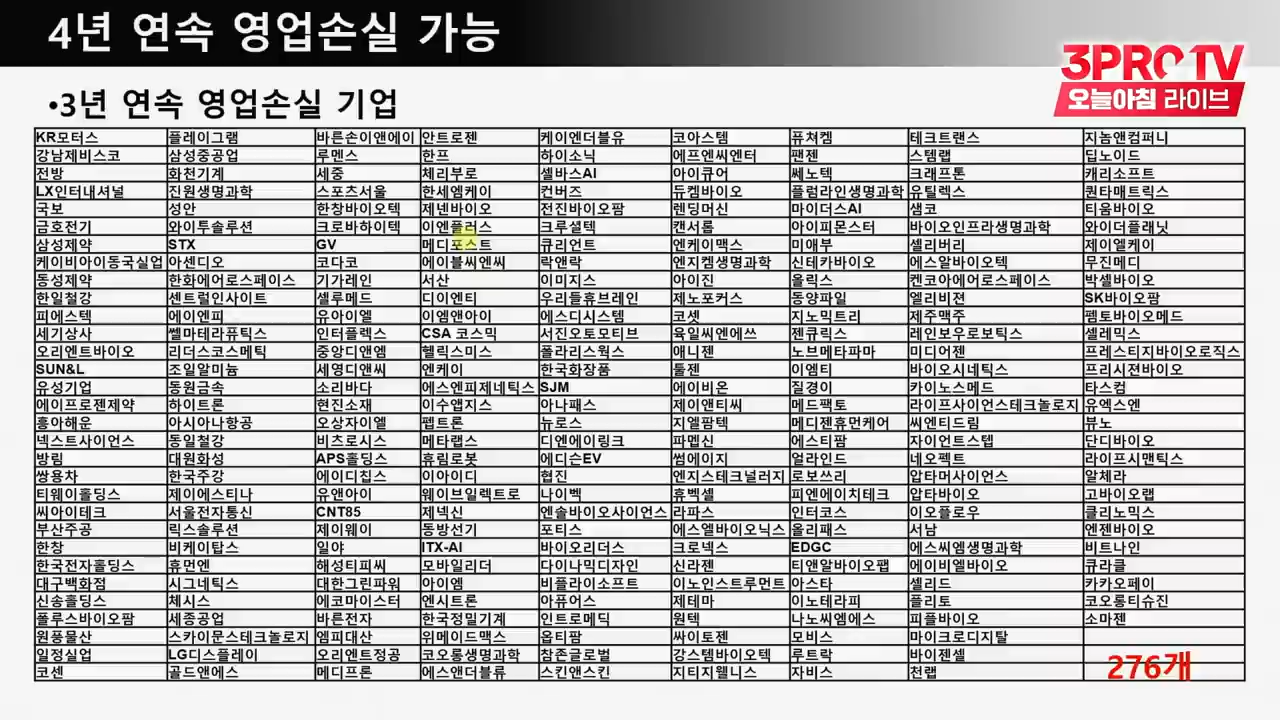 4년 연속 영업손실 가능
3PROTV
오늘아침 라이브
•3년 연속 영업손실 기업
KR모터스 플레이그램 바른손이앤에이 안트로젠 케이엔더블유 코아스템 퓨쳐켐 테크트랜스 지놈앤컴퍼니
강남제비스코 삼성중공업 루멘스 한프 하이소닉 에프엔씨엔터 팬젠 스템랩 딥노이드
전방 화천기계 세중 체리부로 셀바스AI 아이큐어 쎄노텍 크래프톤 캐리소프트
LX인터내셔널 진원생명과학 스포츠서울 한세엠케이 컨버즈 듀켐바이오 플럼라인생명과학 유틸렉스 퀀타매트릭스
국보 성안 한창바이오텍 제넨바이오 전진바이오팜 렌딩머신 마이더스AI 샘코 티움바이오
금호전기 와이투솔루션 크로바하이텍 이엔플러스 크루셜텍 캔서롭 아이피몬스터 바이오인프라생명과학 와이더플래닛
삼성제약 STX GV 메디포스트 큐리언트 엔케이맥스 미애부 셀리버리 제이엘케이
케이비아이동국실업 아센디오 코다코 에이블씨엔씨 락앤락 엔지켐생명과학 신테카바이오 에스알바이오텍 무진메디
동성제약 한화에어로스페이스 기가레인 서산 이미지스 아이진 올릭스 켄코아에어로스페이스 박셀바이오
한일철강 센트럴인사이트 셀루메드 디이엔티 우리들휴브레인 제노포커스 동양파일 엘리비젼 SK바이오팜
피에스텍 에이엔피 유아이엘 이엠앤아이 에스디시스템 코셋 지노믹트리 제주맥주 펨토바이오메드
세기상사 쎌마테라퓨틱스 인터플렉스 CSA 코스믹 서진오토모티브 육일씨엔에쓰 젠큐릭스 레인보우로보틱스 셀레믹스
오리엔트바이오 리더스코스메틱 중앙디앤엠 헬릭스미스 폴라리스웍스 애니젠 노브메타파마 미디어젠 프레스티지바이오로직스
SUN&L 조일알미늄 세영디앤씨 엔케이 한국화장품 툴젠 이엠티 바이오시네틱스 프리시젼바이오
유성기업 동원금속 소리바다 에스엔피제네틱스 SJM 에이비온 질경이 카이노스메드 타스컴
에이프로젠제약 하이트론 현진소재 이수앱지스 아나패스 제이앤티씨 메드팩토 라이프사이언스테크놀로지 유엑스엔
흥아해운 아시아나항공 오상자이엘 펩트론 뉴로스 지엘팜텍 메디젠휴먼케어 씨엔티드림 뷰노
넥스트사이언스 동일철강 비츠로시스 메타랩스 디엔에이링크 파멥신 에스티팜 자이언트스텝 단디바이오
방림 대원화성 APS홀딩스 휴림로봇 에디슨EV 썸에이지 얼라인드 네오펙트 라이프시맨틱스
쌍용차 한국주강 에이디칩스 이아이디 협진 엔지스테크널러지 로보쓰리 압타머사이언스 알체라
티웨이홀딩스 제이에스티나 유앤아이 웨이브일렉트로 나이벡 휴벡셀 피엔에이치테크 압타바이오 고바이오랩
씨아이테크 서울전자통신 CNT85 제넥신 엔솔바이오사이언스 라파스 인터코스 이오플로우 클리노믹스
부산주공 릭스솔루션 제이웨이 동방선기 포티스 에스엘바이오닉스 올리패스 서남 엔젠바이오
한창 비케이탑스 일야 ITX-AI 바이오리더스 크로넥스 EDGC 에스씨엠생명과학 비트나인
한국전자홀딩스 휴먼엔 해성티피씨 모바일리더 다이나믹디자인 신라젠 티앤알바이오팹 에이비엘바이오 큐라클
대구백화점 시그네틱스 대한그린파워 아이엠 비플라이소프트 이노인스트루먼트 아스타 셀리드 카카오페이
신송홀딩스 체시스 에코마이스터 엔시트론 아퓨어스 제테마 이노테라피 플리토 코오롱티슈진
폴루스바이오팜 세종공업 바른전자 한국정밀기계 인트로메딕 원텍 나노씨엠에스 피플바이오 소마젠
원풍물산 스카이문스테크놀로지 엠피대산 위메이드맥스 옵티팜 싸이토젠 모비스 마이크로디지탈
일정실업 LG디스플레이 오리엔트정공 코오롱생명과학 참존글로벌 강스템바이오텍 루트락 바이젠셀
코센 골드앤에스 메디프론 에스앤더블류 스킨앤스킨 지티지웰니스 자비스 천랩
276개